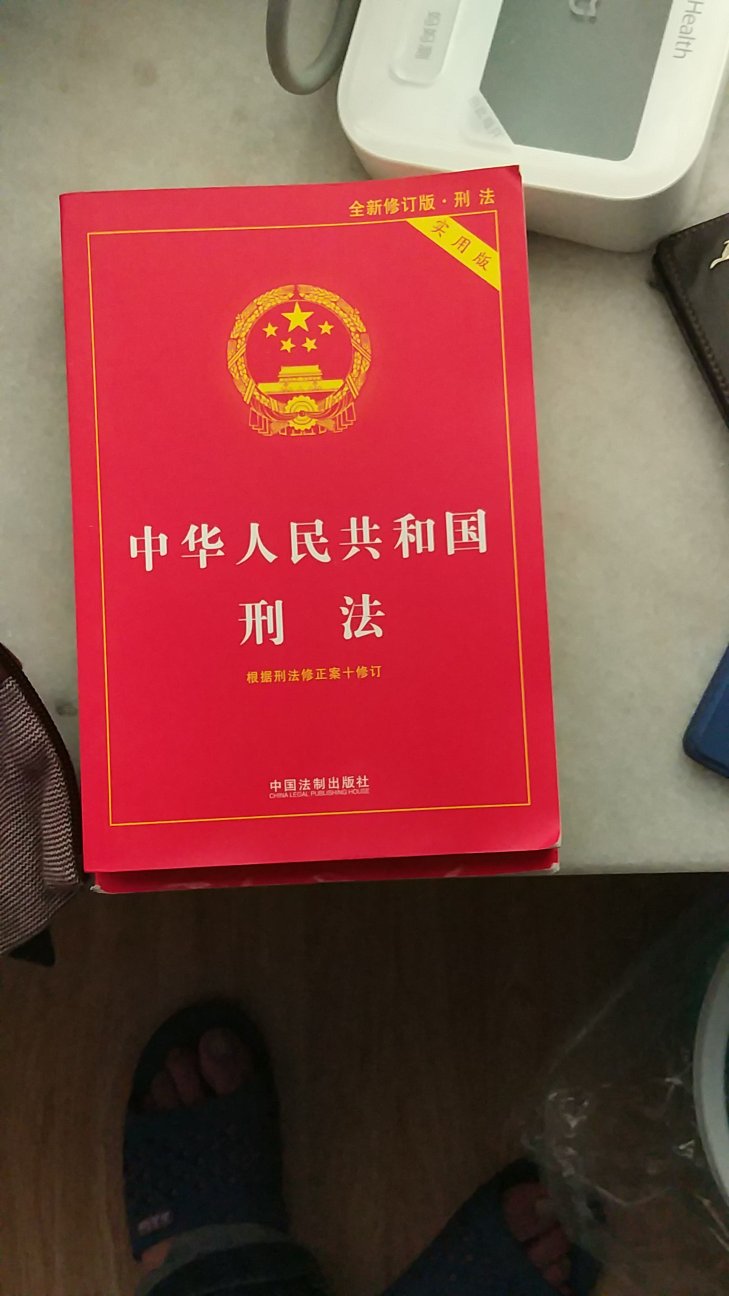 Health
全新修订版·刑 法
实用版
中华人民共和国
刑 法
根据刑法修正案十修订
中国法制出版社
CHINA LEGAL PUBLISHING HOUSE